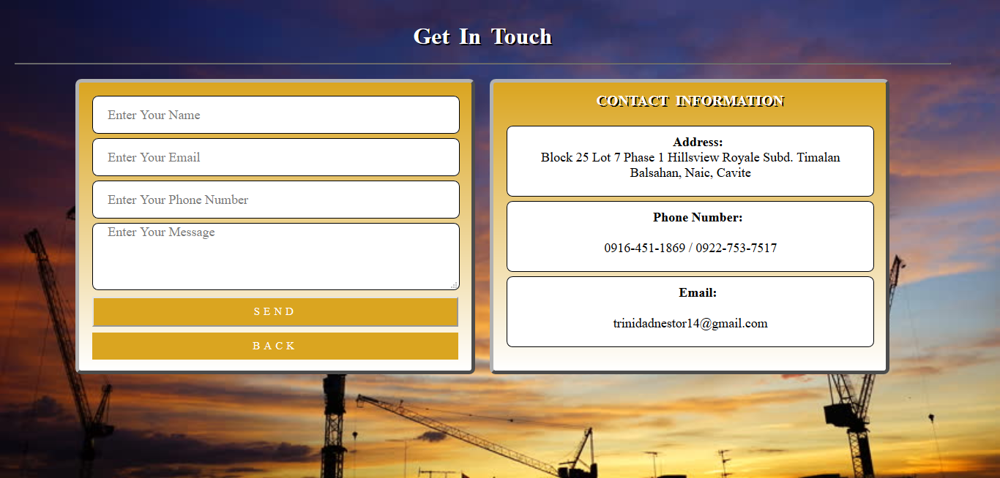 Get In Touch
Enter Your Name
Enter Your Email
Enter Your Phone Number
Enter Your Message
SEND
BACK
CONTACT INFORMATION
Address:
Block 25 Lot 7 Phase 1 Hillsview Royale Subd. Timalan
Balsahan, Naic, Cavite
Phone Number:
0916-451-1869 / 0922-753-7517
Email:
trinidadnestor14@gmail.com